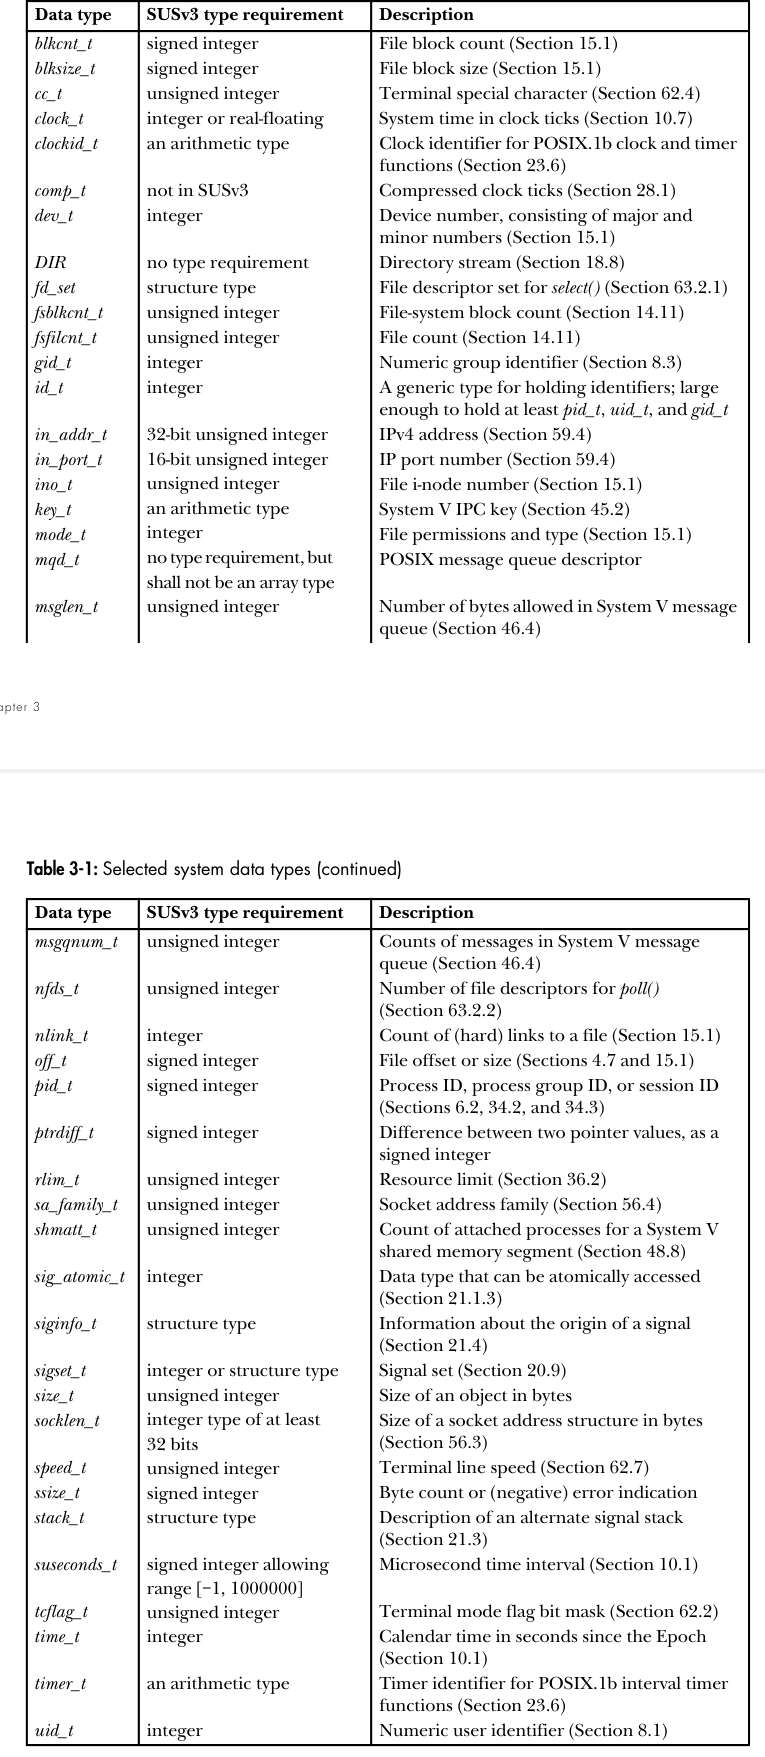 Data type SUSv3 type requirement Description
blkcnt_t signed integer File block count (Section 15.1)
blksize_t signed integer File block size (Section 15.1)
cc_t unsigned integer Terminal special character (Section 62.4)
clock_t integer or real-floating System time in clock ticks (Section 10.7)
clockid_t an arithmetic type Clock identifier for POSIX.1b clock and timer
functions (Section 23.6)
comp_t not in SUSv3 Compressed clock ticks (Section 28.1)
dev_t integer Device number, consisting of major and
minor numbers (Section 15.1)
DIR no type requirement Directory stream (Section 18.8)
fd_set structure type File descriptor set for select() (Section 63.2.1)
fsblkcnt_t unsigned integer File-system block count (Section 14.11)
fsfilcnt_t unsigned integer File count (Section 14.11)
gid_t integer Numeric group identifier (Section 8.3)
id_t integer A generic type for holding identifiers; large
enough to hold at least pid_t, uid_t, and gid_t
in_addr_t 32-bit unsigned integer IPv4 address (Section 59.4)
in_port_t 16-bit unsigned integer IP port number (Section 59.4)
ino_t unsigned integer File i-node number (Section 15.1)
key_t an arithmetic type System V IPC key (Section 45.2)
mode_t integer File permissions and type (Section 15.1)
mqd_t no type requirement, but POSIX message queue descriptor
shall not be an array type
msglen_t unsigned integer Number of bytes allowed in System V message
queue (Section 46.4)
apter 3
Table 3-1: Selected system data types (continued)
Data type SUSv3 type requirement Description
msgqnum_t unsigned integer Counts of messages in System V message
queue (Section 46.4)
nfds_t unsigned integer Number of file descriptors for poll()
(Section 63.2.2)
nlink_t integer Count of (hard) links to a file (Section 15.1)
off_t signed integer File offset or size (Sections 4.7 and 15.1)
pid_t signed integer Process ID, process group ID, or session ID
(Sections 6.2, 34.2, and 34.3)
ptrdiff_t signed integer Difference between two pointer values, as a
signed integer
rlim_t unsigned integer Resource limit (Section 36.2)
sa_family_t unsigned integer Socket address family (Section 56.4)
shmatt_t unsigned integer Count of attached processes for a System V
shared memory segment (Section 48.8)
sig_atomic_t integer Data type that can be atomically accessed
(Section 21.1.3)
siginfo_t structure type Information about the origin of a signal
(Section 21.4)
sigset_t integer or structure type Signal set (Section 20.9)
size_t unsigned integer Size of an object in bytes
socklen_t integer type of at least Size of a socket address structure in bytes
32 bits (Section 56.3)
speed_t unsigned integer Terminal line speed (Section 62.7)
ssize_t signed integer Byte count or (negative) error indication
stack_t structure type Description of an alternate signal stack
(Section 21.3)
suseconds_t signed integer allowing Microsecond time interval (Section 10.1)
range [−1, 1000000]
tcflag_t unsigned integer Terminal mode flag bit mask (Section 62.2)
time_t integer Calendar time in seconds since the Epoch
(Section 10.1)
timer_t an arithmetic type Timer identifier for POSIX.1b interval timer
functions (Section 23.6)
uid_t integer Numeric user identifier (Section 8.1)